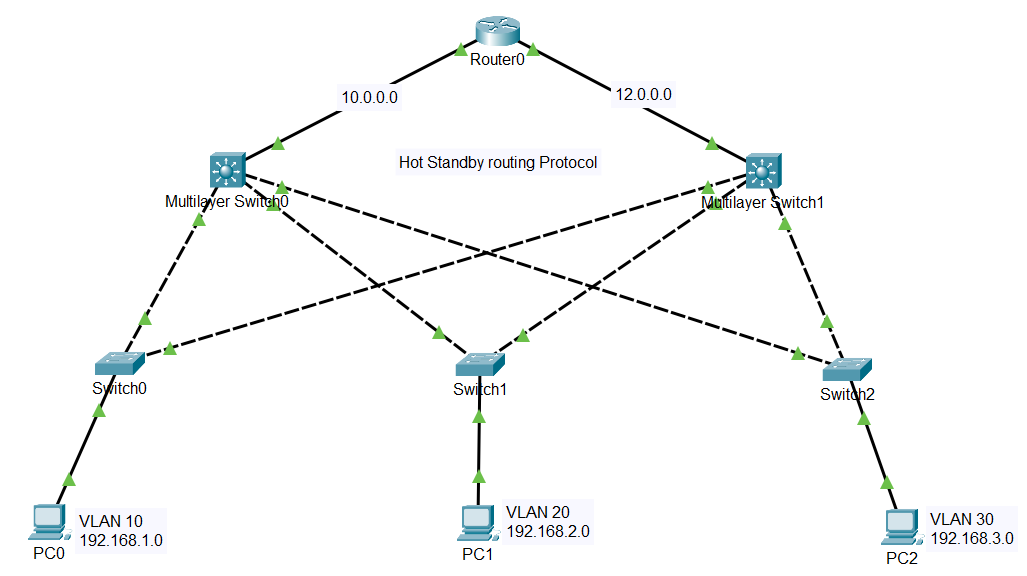 Router0
10.0.0.0
12.0.0.0
Hot Standby routing Protocol
Multilayer Switch0
Multilayer Switch1
Switch0
Switch1
Switch2
VLAN 10
192.168.1.0
PC0
VLAN 20
192.168.2.0
PC1
VLAN 30
192.168.3.0
PC2